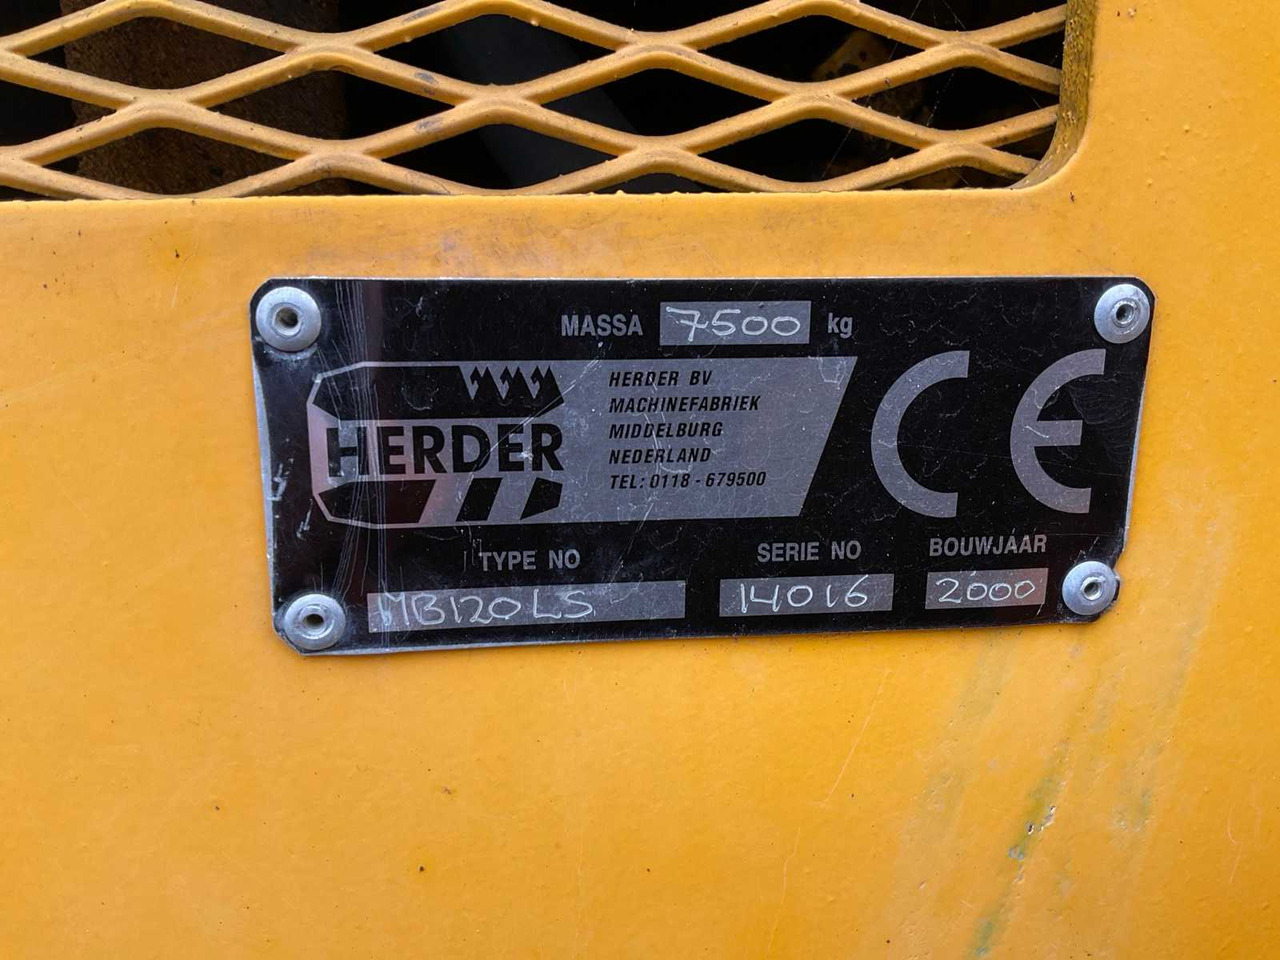 MASSA 7500 kg
HERDER
HERDER BV
MACHINEFABRIEK
MIDDELBURG
NEDERLAND
TEL: 0118 - 679500
CE
TYPE NO SERIE NO BOUWJAAR
MB120LS 14016 2000